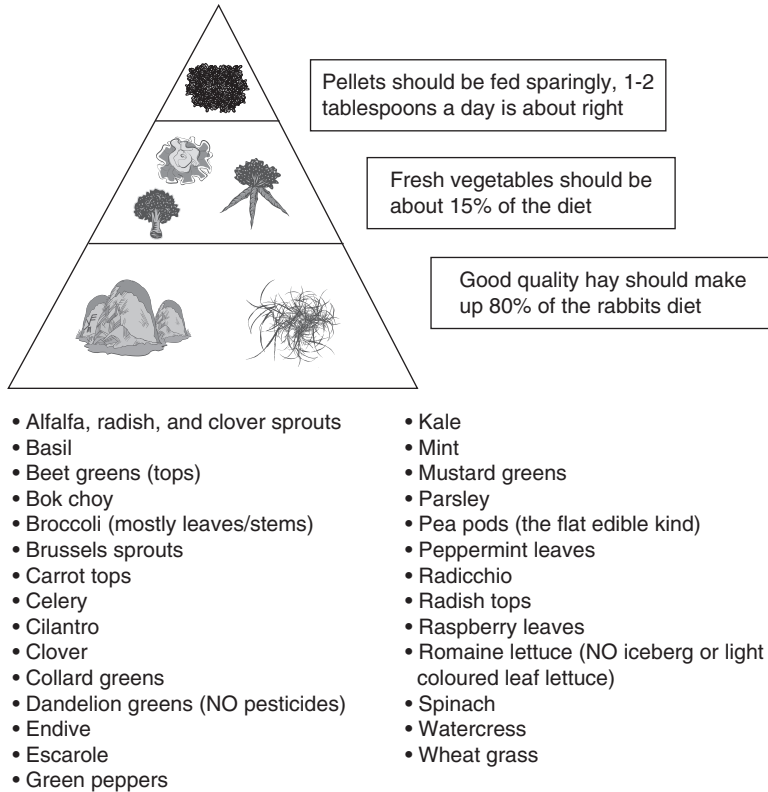 Pellets should be fed sparingly, 1-2
tablespoons a day is about right
Fresh vegetables should be
about 15% of the diet
Good quality hay should make
up 80% of the rabbits diet
• Alfalfa, radish, and clover sprouts
• Basil
• Beet greens (tops)
• Bok choy
• Broccoli (mostly leaves/stems)
• Brussels sprouts
• Carrot tops
• Celery
• Cilantro
• Clover
• Collard greens
• Dandelion greens (NO pesticides)
• Endive
• Escarole
• Green peppers
• Kale
• Mint
• Mustard greens
• Parsley
• Pea pods (the flat edible kind)
• Peppermint leaves
• Radicchio
• Radish tops
• Raspberry leaves
• Romaine lettuce (NO iceberg or light
coloured leaf lettuce)
• Spinach
• Watercress
• Wheat grass